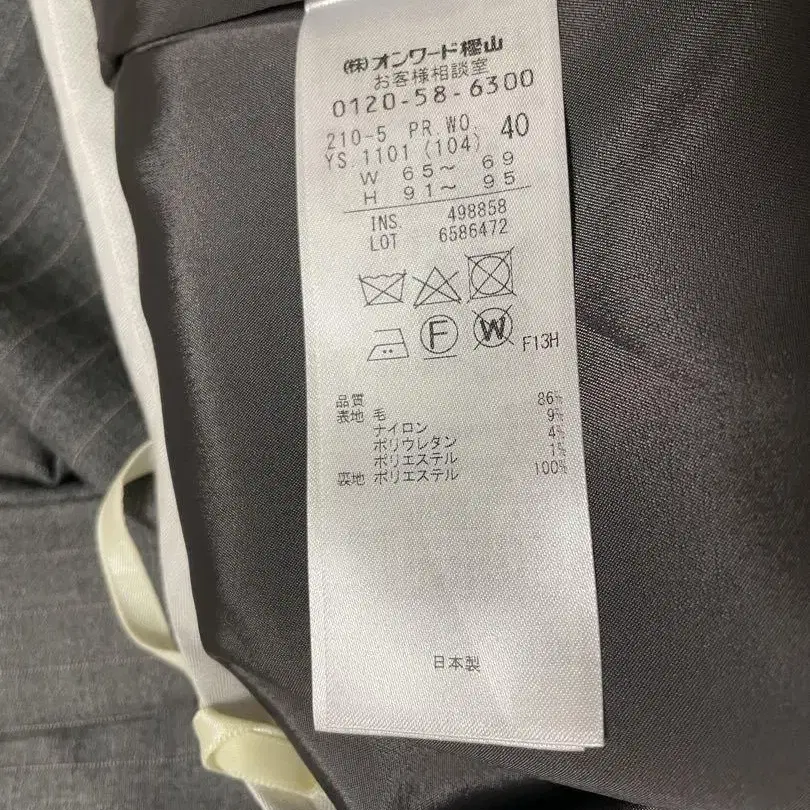 (株)オンワード樫山
お客様相談室
0120-58-6300
210-5 PR.WO. 40
YS.1101 (104)
W 65〜 69
H 91〜 95
INS 498858
LOT 6586472
F
W
F13H
品質
表地 毛 86%
ナイロン 9%
ポリウレタン 4%
ポリエステル 1%
裏地 ポリエステル 100%
日本製